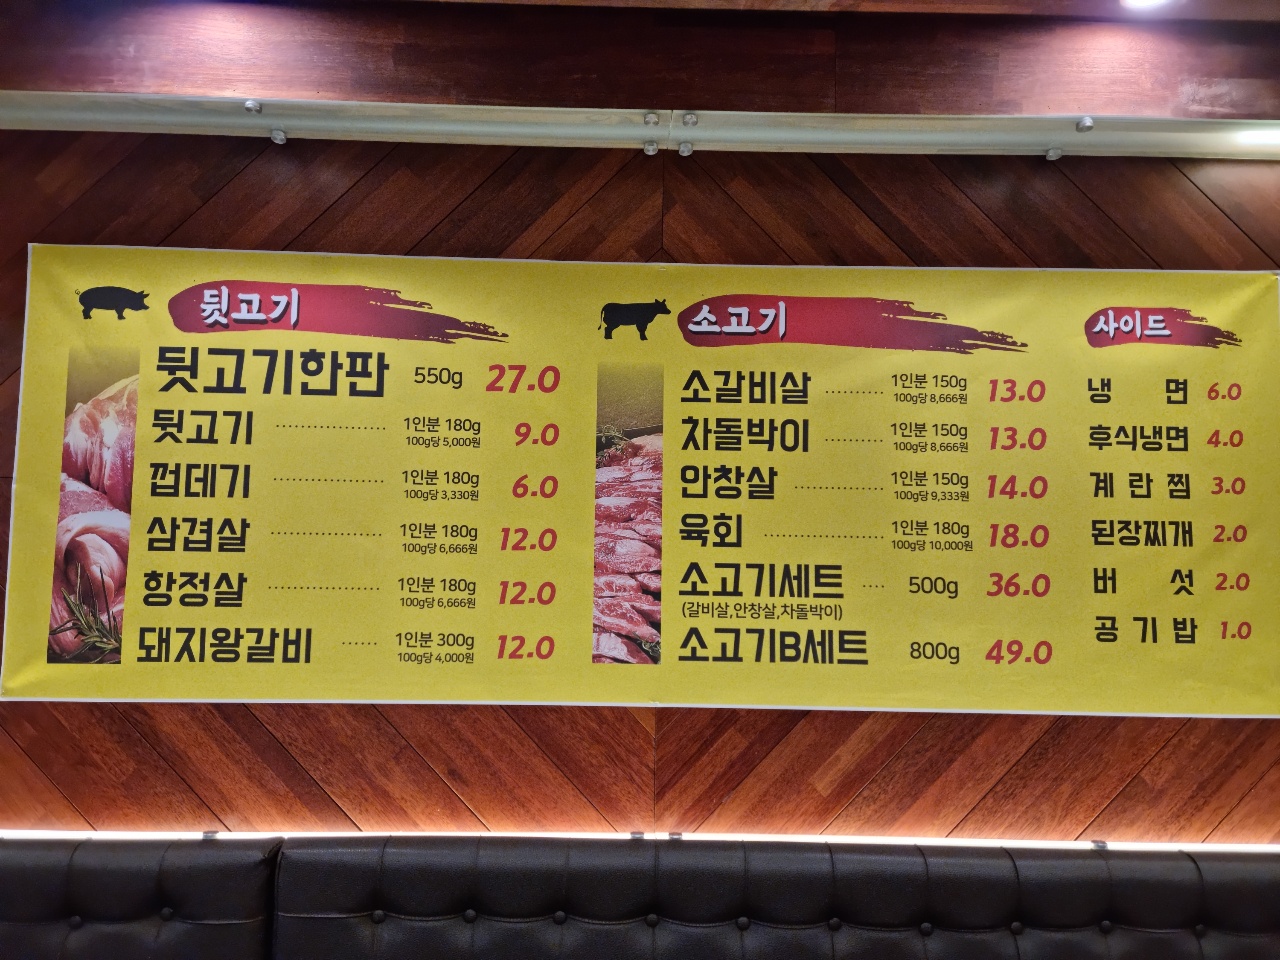 뒷고기
뒷고기한판 550g 27.0
뒷고기 1인분 180g 9.0
100g당 5,000원
껍데기 1인분 180g 6.0
100g당 3,330원
삼겹살 1인분 180g 12.0
100g당 6,666원
항정살 1인분 180g 12.0
100g당 6,666원
돼지왕갈비 1인분 300g 12.0
100g당 4,000원
소고기
소갈비살 1인분 150g 13.0
100g당 8,666원
차돌박이 1인분 150g 13.0
100g당 8,666원
안창살 1인분 150g 14.0
100g당 9,333원
육회 1인분 180g 18.0
100g당 10,000원
소고기세트 500g 36.0
(갈비살,안창살,차돌박이)
소고기B세트 800g 49.0
사이드
냉 면 6.0
후식냉면 4.0
계 란 찜 3.0
된장찌개 2.0
버 섯 2.0
공 기 밥 1.0